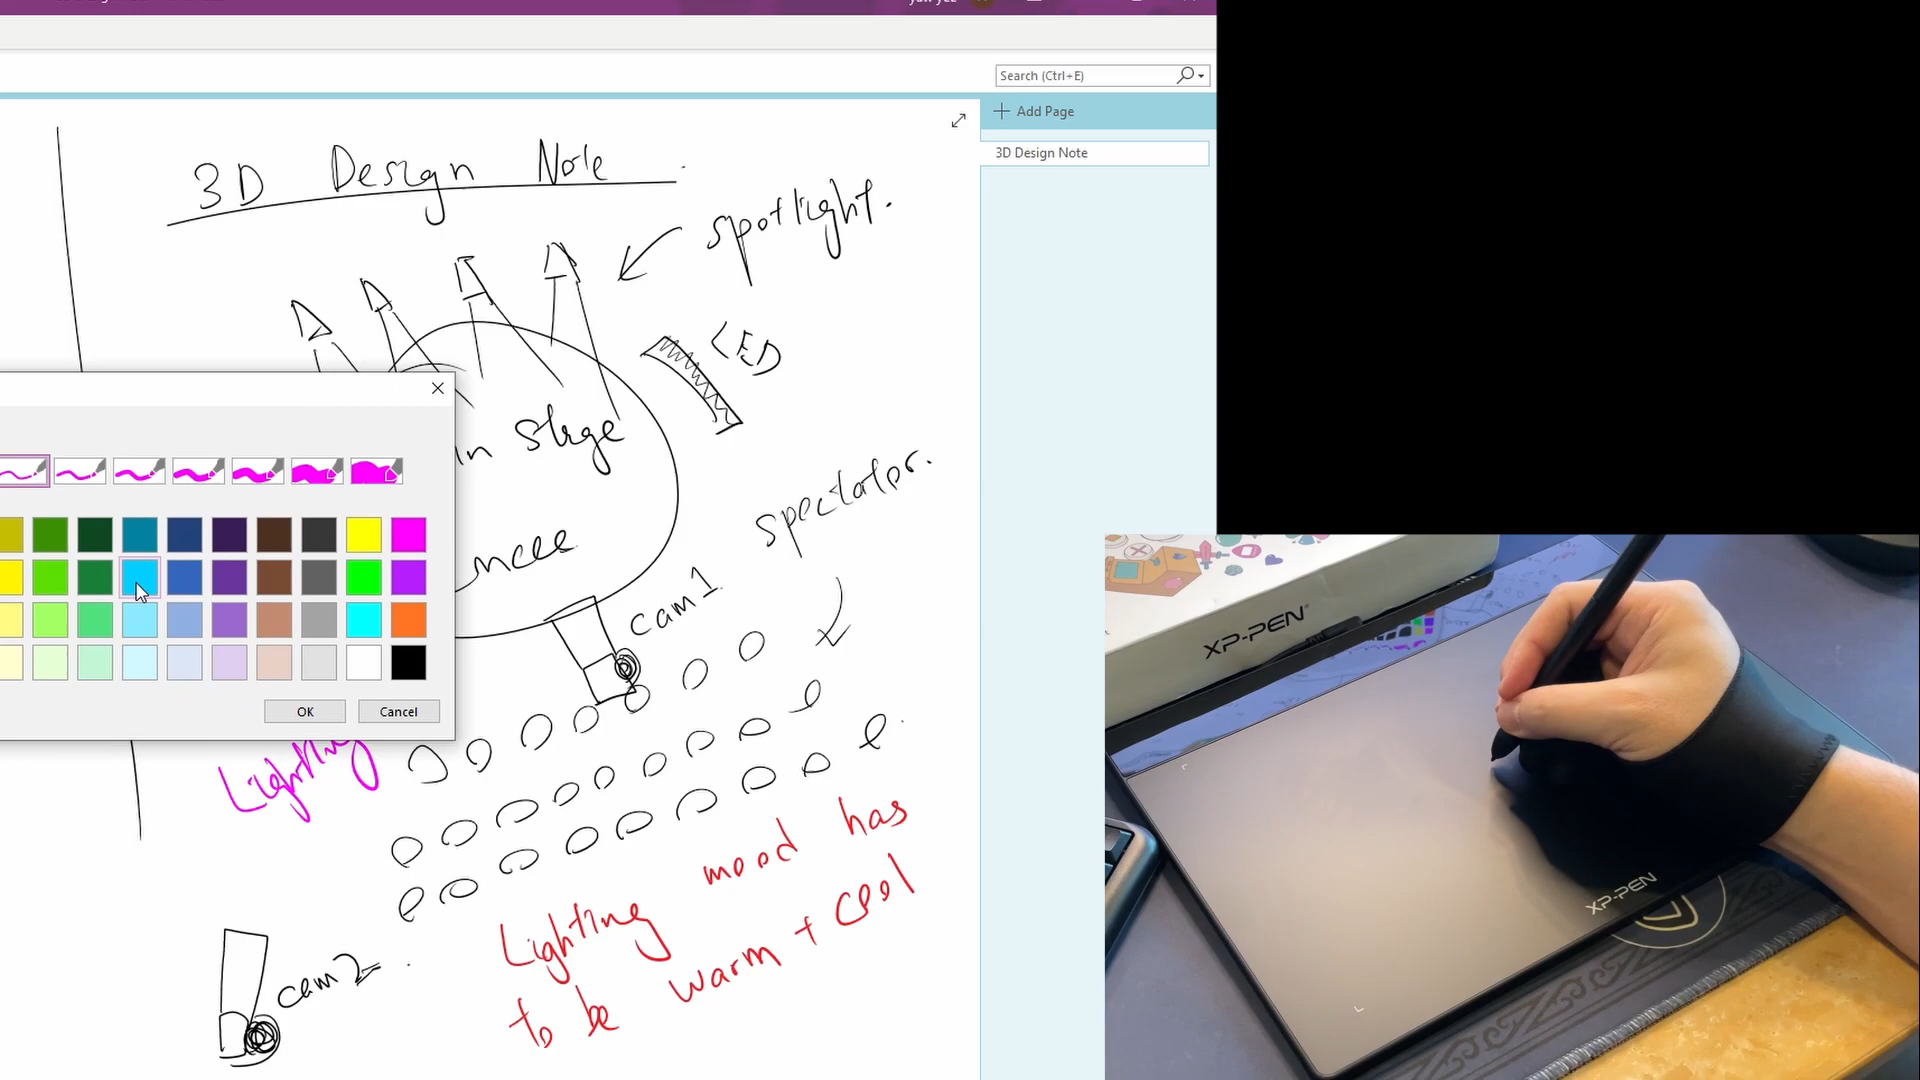 Search (Ctrl+E)
Add Page
3D Design Note
3D Design Note
spotlight.
LED
in Stage
spectator.
cam 1
OK
Cancel
Lighting
Lighting mood has
to be warm + cool
cam 2
XP-PEN
XP-PEN